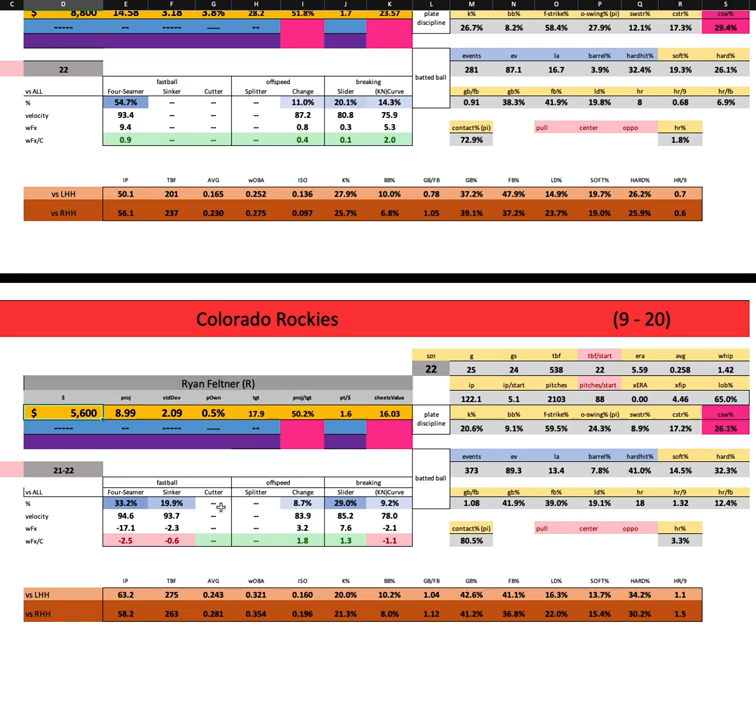 C D E F G H I J K L M N O P Q R S
$ 8,800 14.58 3.18 3.8% 28.2 51.8% 1.7 23.57 plate discipline k% bb% f-strike% o-swing% (pi) swstr% cstr% csw%
26.7% 8.2% 58.4% 27.9% 12.1% 17.3% 29.4%
----- -- -- — -- -- -----
events ev la barrel% hardhit% soft% hard%
22 batted ball 281 87.1 16.7 3.9% 32.4% 19.3% 26.1%
fastball offspeed breaking
vs ALL Four-Seamer Sinker Cutter Splitter Change Slider (KN)Curve gb/fb gb% fb% ld% hr hr/9 hr/fb
% 54.7% -- -- -- 11.0% 20.1% 14.3% 0.91 38.3% 41.9% 19.8% 8 0.68 6.9%
velocity 93.4 -- -- -- 87.2 80.8 75.9
wFx 9.4 -- -- -- 0.8 0.3 5.3 contact% (pi) pull center oppo hr%
wFx/C 0.9 -- -- -- 0.4 0.1 2.0 72.9% 1.8%
IP TBF AVG wOBA ISO K% BB% GB/FB GB% FB% LD% SOFT% HARD% HR/9
vs LHH 50.1 201 0.165 0.252 0.136 27.9% 10.0% 0.78 37.2% 47.9% 14.9% 19.7% 26.2% 0.7
vs RHH 56.1 237 0.230 0.275 0.097 25.7% 6.8% 1.05 39.1% 37.2% 23.7% 19.0% 25.9% 0.6
Colorado Rockies (9 - 20)
szn g gs tbf tbf/start era avg whip
22 25 24 538 22 5.59 0.258 1.42
Ryan Feltner (R) ip ip/start pitches pitches/start xERA xfip lob%
$ proj stdDev pOwn tgt proj/tgt pt/$ sheetsValue 122.1 5.1 2103 88 0.00 4.46 65.0%
$ 5,600 8.99 2.09 0.5% 17.9 50.2% 1.6 16.03 plate discipline k% bb% f-strike% o-swing% (pi) swstr% cstr% csw%
20.6% 9.1% 59.5% 24.3% 8.9% 17.2% 26.1%
----- -- -- — -- -- -----
events ev la barrel% hardhit% soft% hard%
21-22 batted ball 373 89.3 13.4 7.8% 41.0% 14.5% 32.3%
fastball offspeed breaking
vs ALL Four-Seamer Sinker Cutter Splitter Change Slider (KN)Curve gb/fb gb% fb% ld% hr hr/9 hr/fb
% 33.2% 19.9% -- -- 8.7% 29.0% 9.2% 1.08 41.9% 39.0% 19.1% 18 1.32 12.4%
velocity 94.6 93.7 -- -- 83.9 85.2 78.0
wFx -17.1 -2.3 -- -- 3.2 7.6 -2.1 contact% (pi) pull center oppo hr%
wFx/C -2.5 -0.6 -- -- 1.8 1.3 -1.1 80.5% 3.3%
IP TBF AVG wOBA ISO K% BB% GB/FB GB% FB% LD% SOFT% HARD% HR/9
vs LHH 63.2 275 0.243 0.321 0.160 20.0% 10.2% 1.04 42.6% 41.1% 16.3% 13.7% 34.2% 1.1
vs RHH 58.2 263 0.281 0.354 0.196 21.3% 8.0% 1.12 41.2% 36.8% 22.0% 15.4% 30.2% 1.5